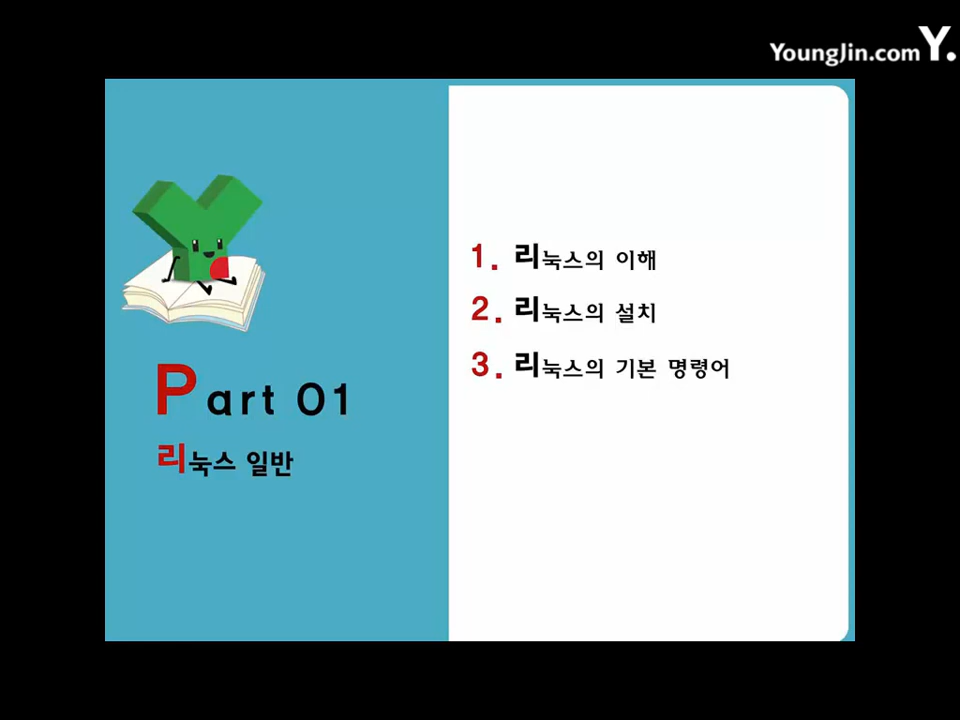 YoungJin.com Y.
Part 01
리눅스 일반
1. 리눅스의 이해
2. 리눅스의 설치
3. 리눅스의 기본 명령어